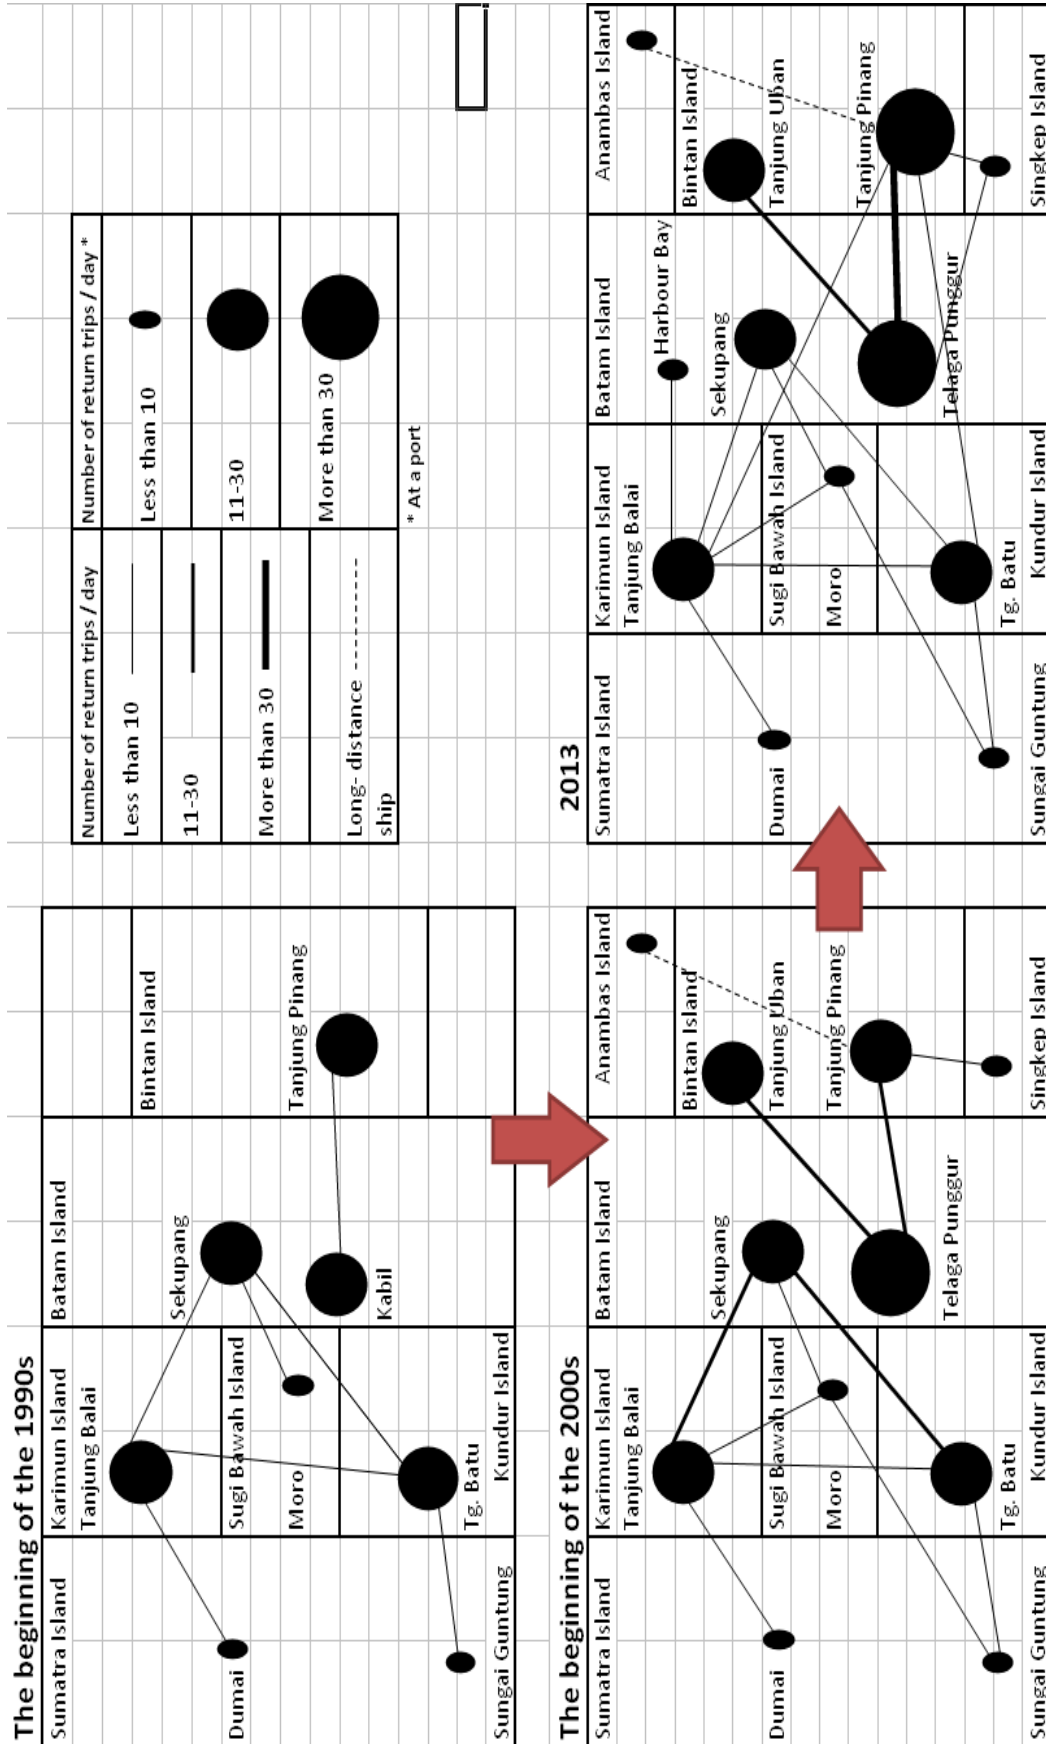 The beginning of the 1990s
Sumatra Island
Karimun Island
Batam Island
Tanjung Balai
Bintan Island
Sekupang
Dumai
Sugi Bawah Island
Moro
Tanjung Pinang
Kabil
Tg. Batu
Sungai Guntung
Kundur Island
Number of return trips / day
Number of return trips / day *
Less than 10
Less than 10
11-30
11-30
More than 30
More than 30
Long- distance
ship
* At a port
The beginning of the 2000s
Sumatra Island
Karimun Island
Batam Island
Anambas Island
Tanjung Balai
Bintan Island
Sekupang
Dumai
Sugi Bawah Island
Tanjung Uban
Moro
Tanjung Pinang
Telaga Punggur
Tg. Batu
Sungai Guntung
Kundur Island
Singkep Island
2013
Sumatra Island
Karimun Island
Batam Island
Anambas Island
Tanjung Balai
Harbour Bay
Bintan Island
Sekupang
Dumai
Sugi Bawah Island
Tanjung Uban
Moro
Tanjung Pinang
Telaga Punggur
Tg. Batu
Sungai Guntung
Kundur Island
Singkep Island